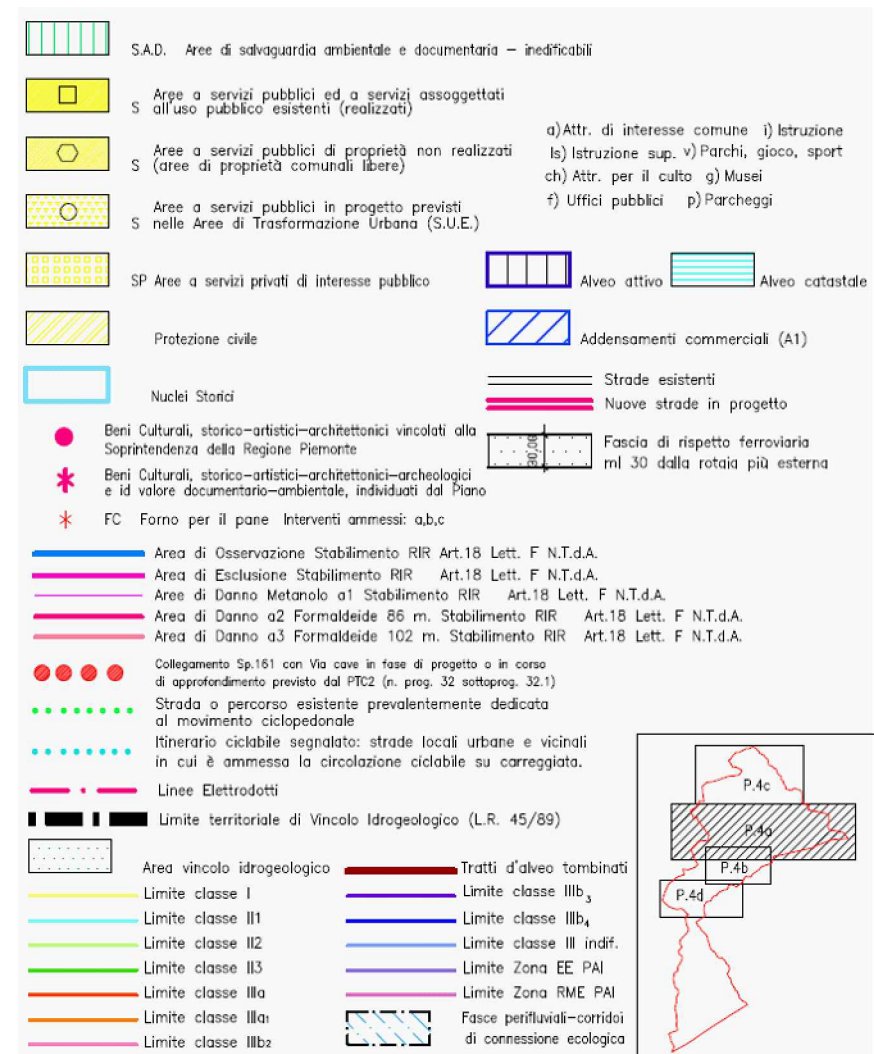 S.A.D. Aree di salvaguardia ambientale e documentaria – inedificabili
S Aree a servizi pubblici ed a servizi assoggettati
all'uso pubblico esistenti (realizzati)
S Aree a servizi pubblici di proprietà non realizzati
(aree di proprietà comunali libere)
S Aree a servizi pubblici in progetto previsti
nelle Aree di Trasformazione Urbana (S.U.E.)
a) Attr. di interesse comune i) Istruzione
Is) Istruzione sup. v) Parchi, gioco, sport
ch) Attr. per il culto g) Musei
f) Uffici pubblici p) Parcheggi
SP Aree a servizi privati di interesse pubblico
Alveo attivo
Alveo catastale
Protezione civile
Addensamenti commerciali (A1)
Nuclei Storici
Strade esistenti
Nuove strade in progetto
Beni Culturali, storico–artistici–architettonici vincolati alla
Soprintendenza della Regione Piemonte
30,00
Fascia di rispetto ferroviaria
ml 30 dalla rotaia più esterna
Beni Culturali, storico–artistici–architettonici–archeologici
e id valore documentario–ambientale, individuati dal Piano
FC Forno per il pane Interventi ammessi: a,b,c
Area di Osservazione Stabilimento RIR Art.18 Lett. F N.T.d.A.
Area di Esclusione Stabilimento RIR Art.18 Lett. F N.T.d.A.
Aree di Danno Metanolo a1 Stabilimento RIR Art.18 Lett. F N.T.d.A.
Area di Danno a2 Formaldeide 86 m. Stabilimento RIR Art.18 Lett. F N.T.d.A.
Area di Danno a3 Formaldeide 102 m. Stabilimento RIR Art.18 Lett. F N.T.d.A.
Collegamento Sp.161 con Via cave in fase di progetto o in corso
di approfondimento previsto dal PTC2 (n. prog. 32 sottoprog. 32.1)
Strada o percorso esistente prevalentemente dedicata
al movimento ciclopedonale
Itinerario ciclabile segnalato: strade locali urbane e vicinali
in cui è ammessa la circolazione ciclabile su carreggiata.
Linee Elettrodotti
Limite territoriale di Vincolo Idrogeologico (L.R. 45/89)
Area vincolo idrogeologico
Tratti d'alveo tombinati
Limite classe I
Limite classe IIIb3
Limite classe II1
Limite classe IIIb4
Limite classe II2
Limite classe III indif.
Limite classe II3
Limite Zona EE PAI
Limite classe IIIa
Limite Zona RME PAI
Limite classe IIIa1
Fasce perifluviali–corridoi
di connessione ecologica
Limite classe IIIb2
P.4c
P.4a
P.4b
P.4d